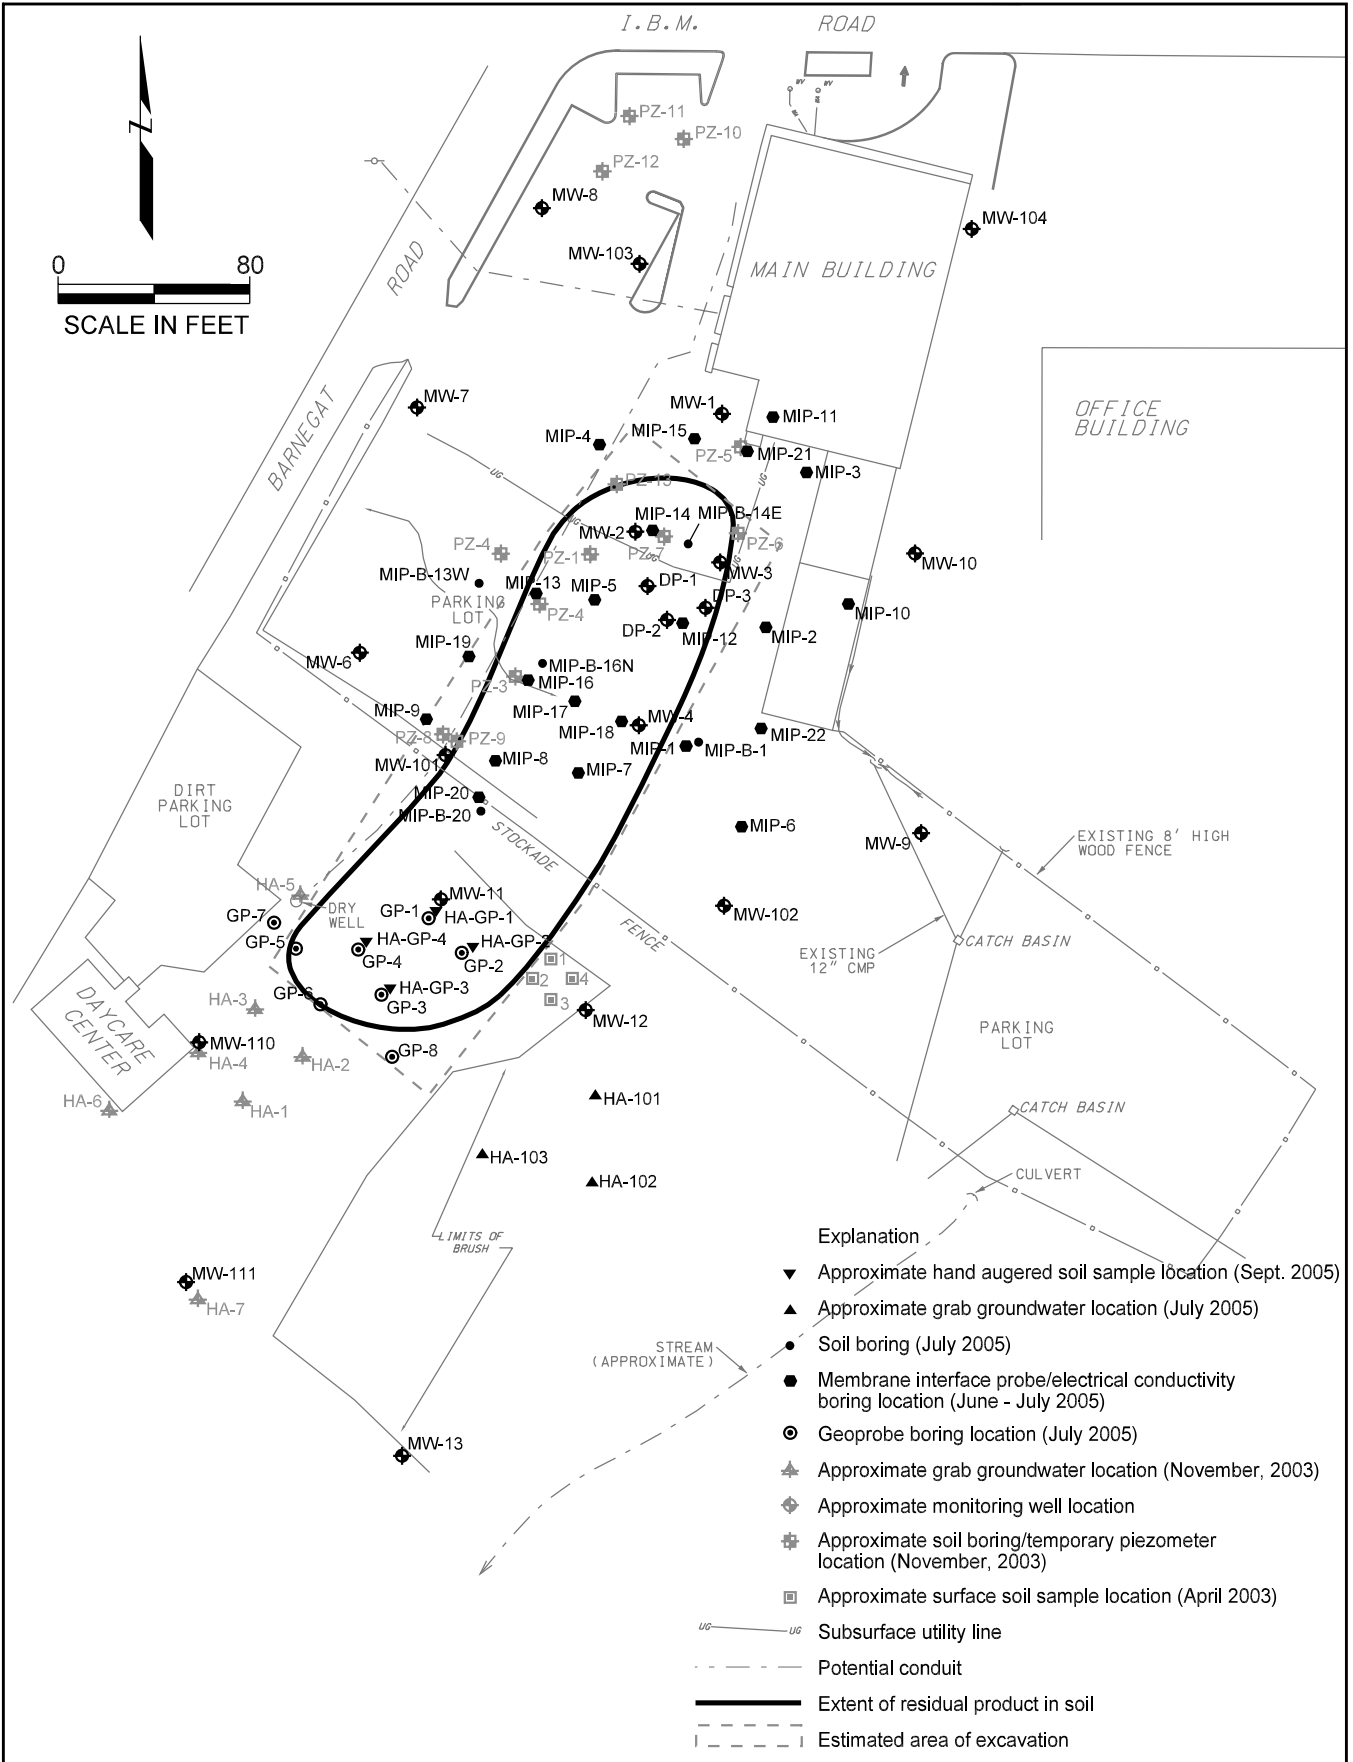 I.B.M. ROAD
WV WV
PZ-11
PZ-10
PZ-12
MW-8
MW-104
MW-103
MAIN BUILDING
ROAD
0 80
SCALE IN FEET
BARNEGAT
MW-7
MW-1
MIP-11
OFFICE
BUILDING
MIP-15
MIP-4
PZ-5
MIP-21
MIP-3
UG
UG
PZ-13
UG
MIP-14
MIP-B-14E
MW-2
PZ-7
PZ-6
UG
UG
PZ-4
PZ-1
MW-10
MW-3
MIP-B-13W
MIP-13
MIP-5
DP-1
DP-3
PARKING
LOT
PZ-4
MIP-10
DP-2
MIP-12
MIP-2
MIP-19
MW-6
MIP-B-16N
PZ-3
MIP-16
MIP-17
MIP-9
MIP-18
MW-4
PZ-8
PZ-9
MIP-1
MIP-B-1
MIP-22
MW-101
MIP-8
MIP-7
DIRT
PARKING
LOT
MIP-20
MIP-B-20
MIP-6
STOCKADE
MW-9
EXISTING 8' HIGH
WOOD FENCE
HA-5
MW-11
DRY
WELL
GP-7
GP-1
HA-GP-1
MW-102
FENCE
GP-5
HA-GP-4
HA-GP-2
GP-4
GP-2
CATCH BASIN
EXISTING
12" CMP
1
2
4
3
HA-GP-3
GP-6
GP-3
HA-3
DAYCARE
CENTER
MW-12
PARKING
LOT
MW-110
HA-4
HA-2
GP-8
HA-6
HA-1
HA-101
CATCH BASIN
HA-103
HA-102
CULVERT
LIMITS OF
BRUSH
MW-111
HA-7
STREAM
(APPROXIMATE)
MW-13
Explanation
Approximate hand augered soil sample location (Sept. 2005)
Approximate grab groundwater location (July 2005)
Soil boring (July 2005)
Membrane interface probe/electrical conductivity
boring location (June - July 2005)
Geoprobe boring location (July 2005)
Approximate grab groundwater location (November, 2003)
Approximate monitoring well location
Approximate soil boring/temporary piezometer
location (November, 2003)
Approximate surface soil sample location (April 2003)
UG UG Subsurface utility line
Potential conduit
Extent of residual product in soil
Estimated area of excavation